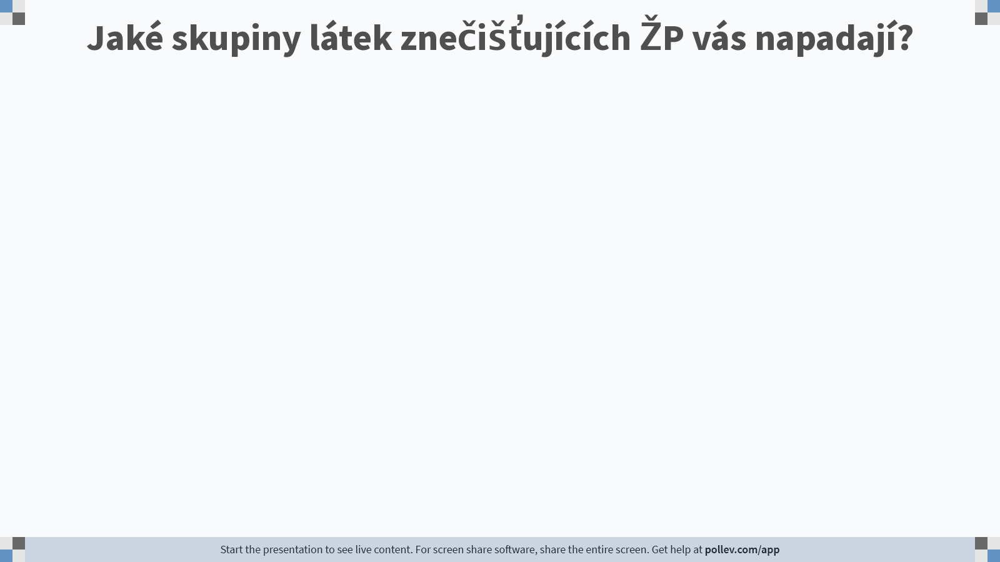 Jaké skupiny látek znečišťujících ŽP vás napadají?
Start the presentation to see live content. For screen share software, share the entire screen. Get help at pollev.com/app